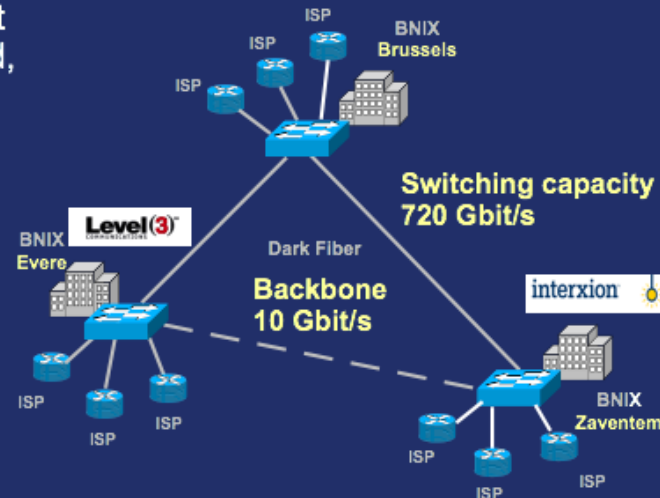 t
d,
ISP
ISP
ISP
BNIX
Brussels
Level(3)
COMMUNICATIONS
BNIX
Evere
Dark Fiber
Switching capacity
720 Gbit/s
Backbone
10 Gbit/s
interxion
BNIX
Zaventem
ISP
ISP
ISP
ISP
ISP
ISP